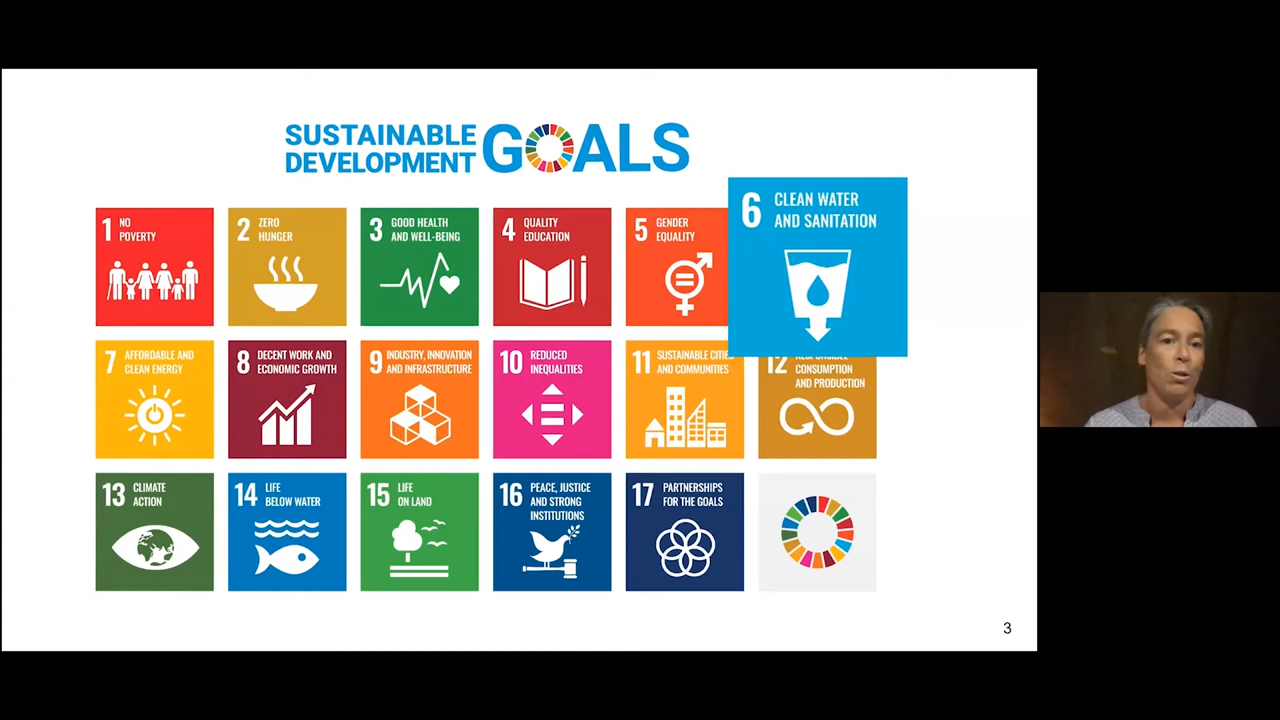 SUSTAINABLE
DEVELOPMENT
GOALS
1 NO
POVERTY
2 ZERO
HUNGER
3 GOOD HEALTH
AND WELL-BEING
4 QUALITY
EDUCATION
5 GENDER
EQUALITY
6 CLEAN WATER
AND SANITATION
7 AFFORDABLE AND
CLEAN ENERGY
8 DECENT WORK AND
ECONOMIC GROWTH
9 INDUSTRY, INNOVATION
AND INFRASTRUCTURE
10 REDUCED
INEQUALITIES
11 SUSTAINABLE CITIES
AND COMMUNITIES
12 RESPONSIBLE
CONSUMPTION
AND PRODUCTION
13 CLIMATE
ACTION
14 LIFE
BELOW WATER
15 LIFE
ON LAND
16 PEACE, JUSTICE
AND STRONG
INSTITUTIONS
17 PARTNERSHIPS
FOR THE GOALS
3